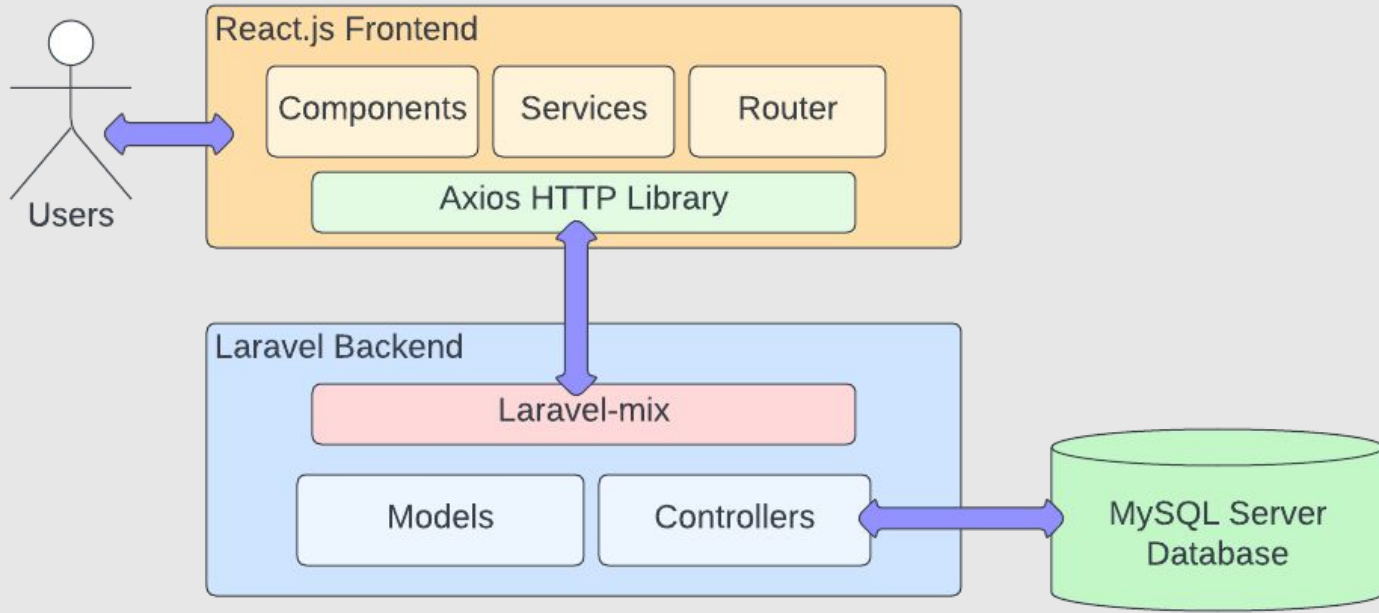 React.js Frontend
Components
Services
Router
Axios HTTP Library
Users
Laravel Backend
Laravel-mix
Models
Controllers
MySQL Server
Database